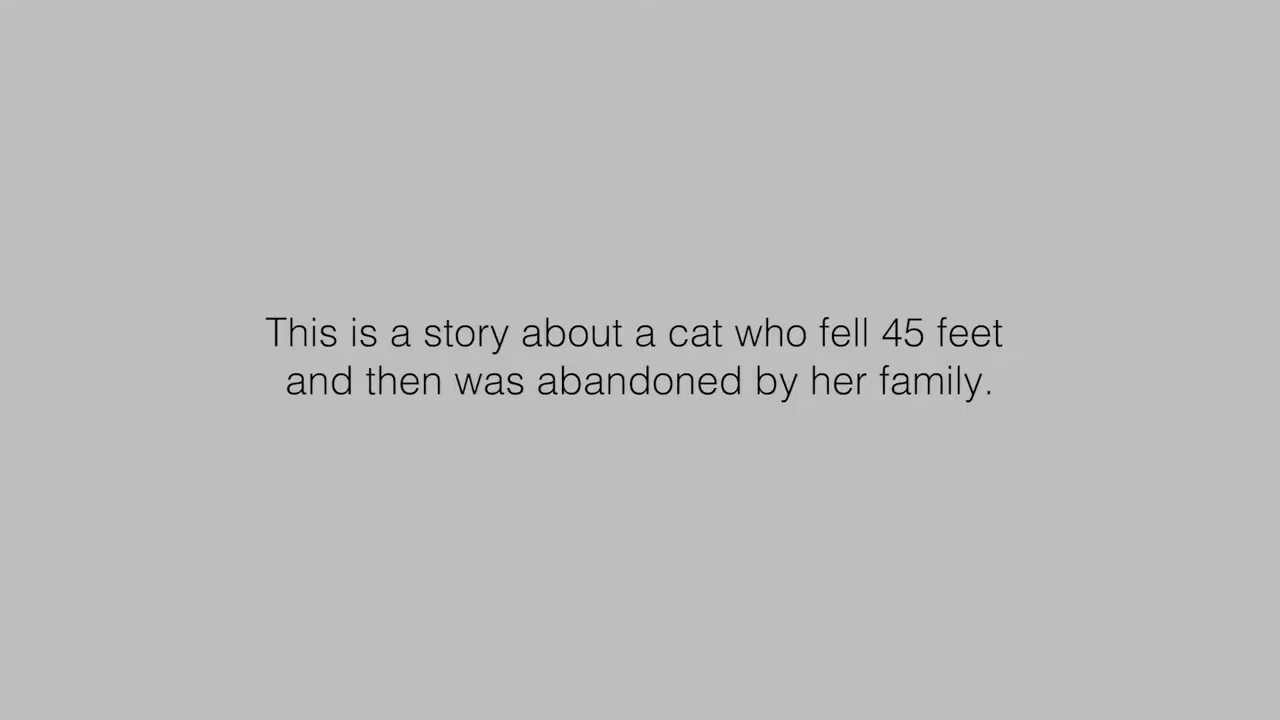 This is a story about a cat who fell 45 feet
and then was abandoned by her family.